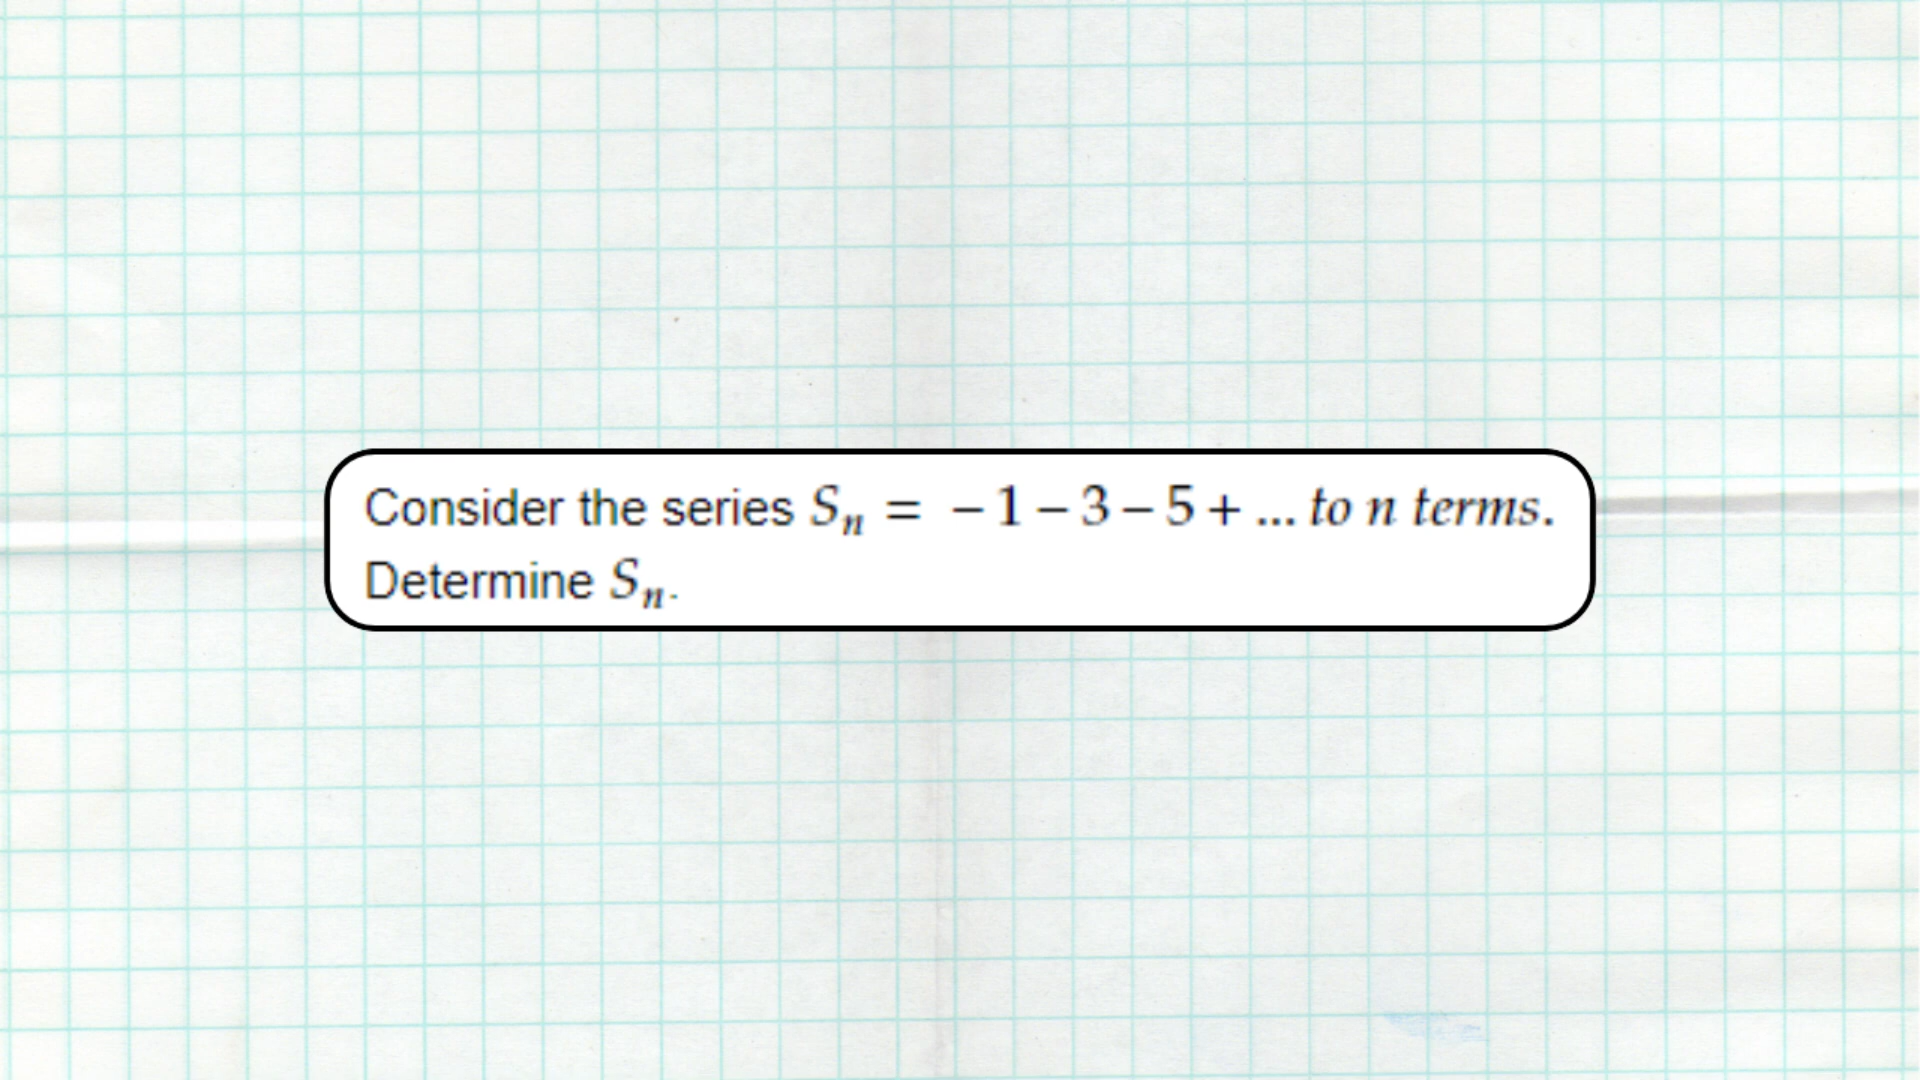 Consider the series Sₙ = − 1 − 3 − 5 + ... to n terms.
Determine Sₙ.